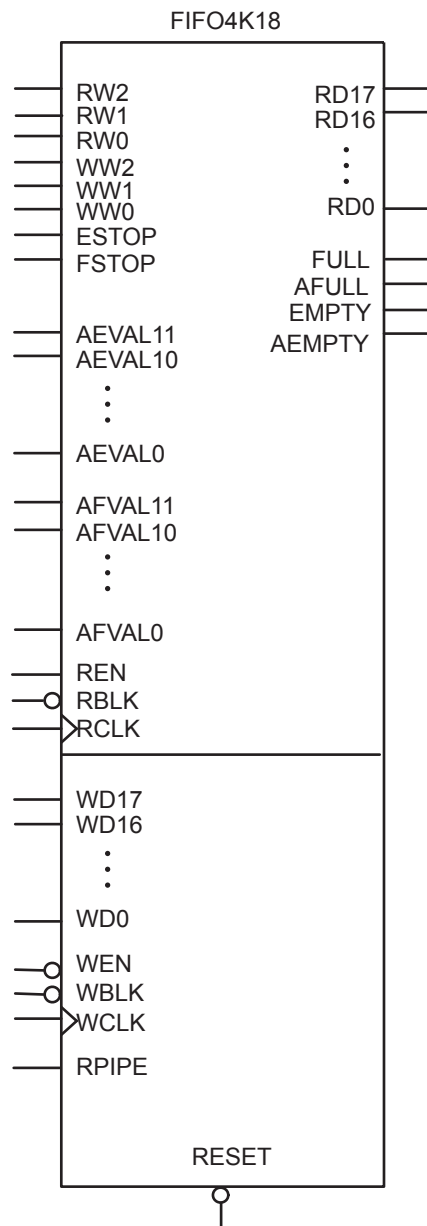 FIFO4K18
RW2
RW1
RW0
WW2
WW1
WW0
ESTOP
FSTOP
AEVAL11
AEVAL10
AEVAL0
AFVAL11
AFVAL10
AFVAL0
REN
RBLK
RCLK
WD17
WD16
WD0
WEN
WBLK
WCLK
RPIPE
RD17
RD16
RD0
FULL
AFULL
EMPTY
AEMPTY
RESET